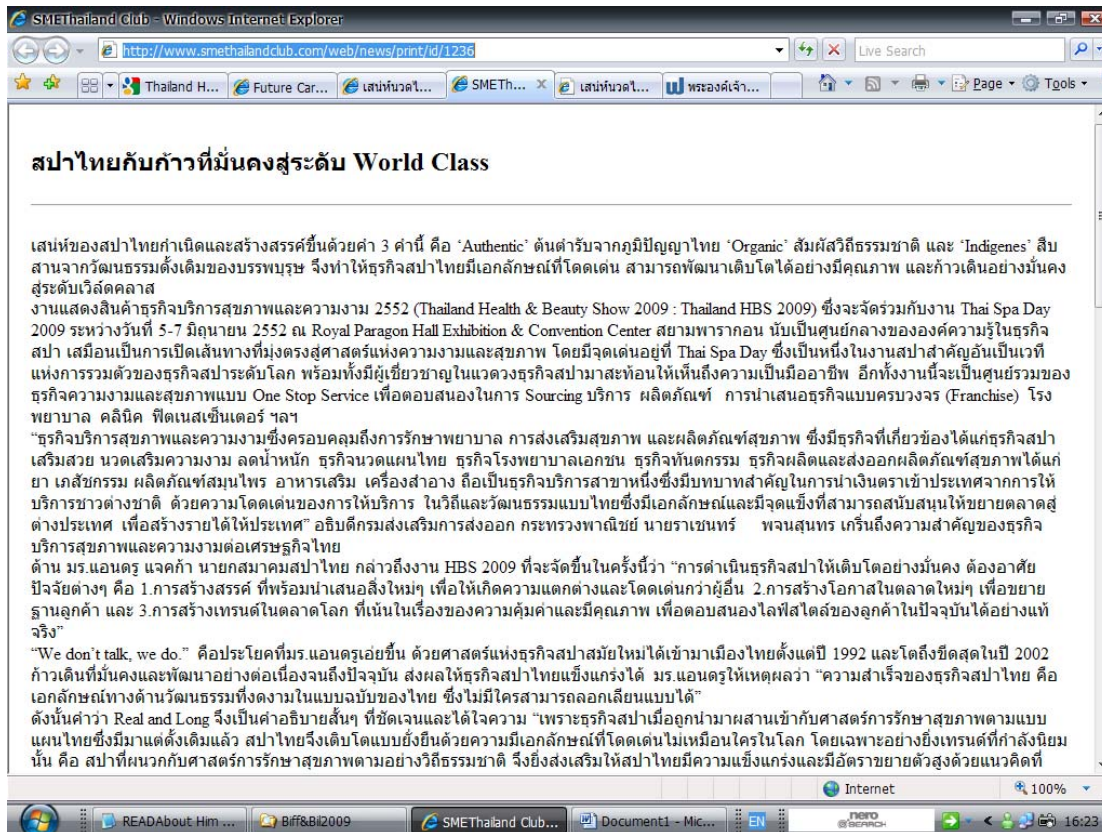 SMEThailand Club - Windows Internet Explorer
http://www.smethailandclub.com/web/news/print/id/1236
Live Search
Thailand H...
Future Car...
เสน่ห์นวดไ...
SMETh...
เสน่ห์นวดไ...
พระองค์เจ้า...
Page
Tools
สปาไทยกับก้าวที่มั่นคงสู่ระดับ World Class
เสน่ห์ของสปาไทยกำเนิดและสร้างสรรค์ขึ้นด้วยคำ 3 คำนี้ คือ ‘Authentic’ ต้นตำรับจากภูมิปัญญาไทย ‘Organic’ สัมผัสวิถีธรรมชาติ และ ‘Indigenes’ สืบ
สานจากวัฒนธรรมดั้งเดิมของบรรพบุรุษ จึงทำให้ธุรกิจสปาไทยมีเอกลักษณ์ที่โดดเด่น สามารถพัฒนาเติบโตได้อย่างมีคุณภาพ และก้าวเดินอย่างมั่นคง
สู่ระดับเวิล์ดคลาส
งานแสดงสินค้าธุรกิจบริการสุขภาพและความงาม 2552 (Thailand Health & Beauty Show 2009 : Thailand HBS 2009) ซึ่งจะจัดร่วมกับงาน Thai Spa Day
2009 ระหว่างวันที่ 5-7 มิถุนายน 2552 ณ Royal Paragon Hall Exhibition & Convention Center สยามพารากอน นับเป็นศูนย์กลางขององค์ความรู้ในธุรกิจ
สปา เสมือนเป็นการเปิดเส้นทางที่มุ่งตรงสู่ศาสตร์แห่งความงามและสุขภาพ โดยมีจุดเด่นอยู่ที่ Thai Spa Day ซึ่งเป็นหนึ่งในงานสปาสำคัญอันเป็นเวที
แห่งการรวมตัวของธุรกิจสปาระดับโลก พร้อมทั้งมีผู้เชี่ยวชาญในแวดวงธุรกิจสปามาสะท้อนให้เห็นถึงความเป็นมืออาชีพ อีกทั้งงานนี้จะเป็นศูนย์รวมของ
ธุรกิจความงามและสุขภาพแบบ One Stop Service เพื่อตอบสนองในการ Sourcing บริการ ผลิตภัณฑ์ การนำเสนอธุรกิจแบบครบวงจร (Franchise) โรง
พยาบาล คลินิค ฟิตเนสเซ็นเตอร์ ฯลฯ
“ธุรกิจบริการสุขภาพและความงามซึ่งครอบคลุมถึงการรักษาพยาบาล การส่งเสริมสุขภาพ และผลิตภัณฑ์สุขภาพ ซึ่งมีธุรกิจที่เกี่ยวข้องได้แก่ธุรกิจสปา
เสริมสวย นวดเสริมความงาม ลดน้ำหนัก ธุรกิจนวดแผนไทย ธุรกิจโรงพยาบาลเอกชน ธุรกิจทันตกรรม ธุรกิจผลิตและส่งออกผลิตภัณฑ์สุขภาพได้แก่
ยา เภสัชกรรม ผลิตภัณฑ์สมุนไพร อาหารเสริม เครื่องสำอาง ถือเป็นธุรกิจบริการสาขาหนึ่งซึ่งมีบทบาทสำคัญในการนำเงินตราเข้าประเทศจากการให้
บริการชาวต่างชาติ ด้วยความโดดเด่นของการให้บริการ ในวิถีและวัฒนธรรมแบบไทยซึ่งมีเอกลักษณ์และมีจุดแข็งที่สามารถสนับสนุนให้ขยายตลาดสู่
ต่างประเทศ เพื่อสร้างรายได้ให้ประเทศ” อธิบดีกรมส่งเสริมการส่งออก กระทรวงพาณิชย์ นายราเชนทร์ พจนสุนทร เกริ่นถึงความสำคัญของธุรกิจ
บริการสุขภาพและความงามต่อเศรษฐกิจไทย
ด้าน มร.แอนดรู แจคก้า นายกสมาคมสปาไทย กล่าวถึงงาน HBS 2009 ที่จะจัดขึ้นในครั้งนี้ว่า “การดำเนินธุรกิจสปาให้เติบโตอย่างมั่นคง ต้องอาศัย
ปัจจัยต่างๆ คือ 1.การสร้างสรรค์ ที่พร้อมนำเสนอสิ่งใหม่ๆ เพื่อให้เกิดความแตกต่างและโดดเด่นกว่าผู้อื่น 2.การสร้างโอกาสในตลาดใหม่ๆ เพื่อขยาย
ฐานลูกค้า และ 3.การสร้างเทรนด์ในตลาดโลก ที่เน้นในเรื่องของความคุ้มค่าและมีคุณภาพ เพื่อตอบสนองไลฟ์สไตล์ของลูกค้าในปัจจุบันได้อย่างแท้
จริง”
“We don’t talk, we do.” คือประโยคที่มร.แอนดรูเอ่ยขึ้น ด้วยศาสตร์แห่งธุรกิจสปาสมัยใหม่ได้เข้ามาเมืองไทยตั้งแต่ปี 1992 และโตถึงขีดสุดในปี 2002
ก้าวเดินที่มั่นคงและพัฒนาอย่างต่อเนื่องจนถึงปัจจุบัน ส่งผลให้ธุรกิจสปาไทยแข็งแกร่งได้ มร.แอนดรูให้เหตุผลว่า “ความสำเร็จของธุรกิจสปาไทย คือ
เอกลักษณ์ทางด้านวัฒนธรรมที่งดงามในแบบฉบับของไทย ซึ่งไม่มีใครสามารถลอกเลียนแบบได้”
ดังนั้นคำว่า Real and Long จึงเป็นคำอธิบายสั้นๆ ที่ชัดเจนและได้ใจความ “เพราะธุรกิจสปาเมื่อถูกนำมาผสานเข้ากับศาสตร์การรักษาสุขภาพตามแบบ
แผนไทยซึ่งมีมาแต่ดั้งเดิมแล้ว สปาไทยจึงเติบโตแบบยั่งยืนด้วยความมีเอกลักษณ์ที่โดดเด่นไม่เหมือนใครในโลก โดยเฉพาะอย่างยิ่งเทรนด์ที่กำลังนิยม
นั้น คือ สปาที่ผนวกกับศาสตร์การรักษาสุขภาพตามอย่างวิถีธรรมชาติ จึงยิ่งส่งเสริมให้สปาไทยมีความแข็งแกร่งและมีอัตราขยายตัวสูงด้วยแนวคิดที่
Internet
100%
READAbout Him ...
Biff&Bil2009
SMEThailand Club...
Document1 - Mic...
EN
nero
SEARCH
16:23